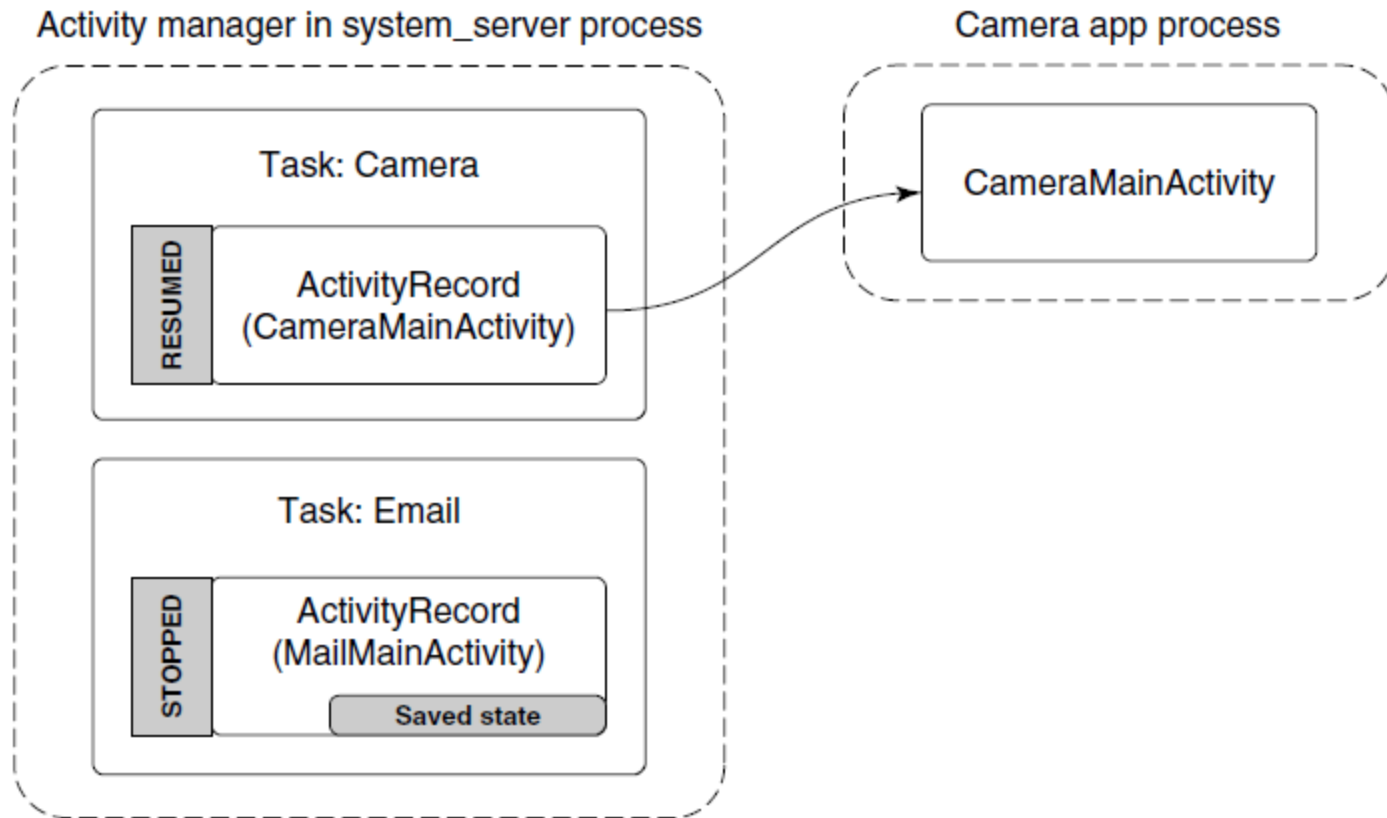 Activity manager in system_server process
Camera app process
Task: Camera
RESUMED
ActivityRecord
(CameraMainActivity)
CameraMainActivity
Task: Email
STOPPED
ActivityRecord
(MailMainActivity)
Saved state